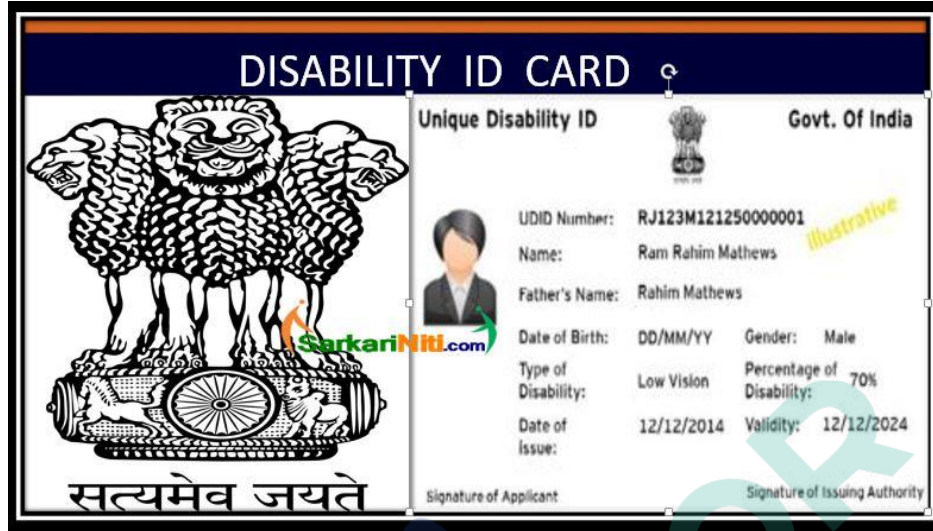 DISABILITY ID CARD
Unique Disability ID
Govt. Of India
सत्यमेव जयते
UDID Number: RJ123M121250000001
Illustrative
Name: Ram Rahim Mathews
Father's Name: Rahim Mathews
SarkariNiti.com
Date of Birth: DD/MM/YY Gender: Male
Type of
Disability: Low Vision
Percentage of
Disability: 70%
Date of
Issue: 12/12/2014 Validity: 12/12/2024
Signature of Applicant
Signature of Issuing Authority
सत्यमेव जयते